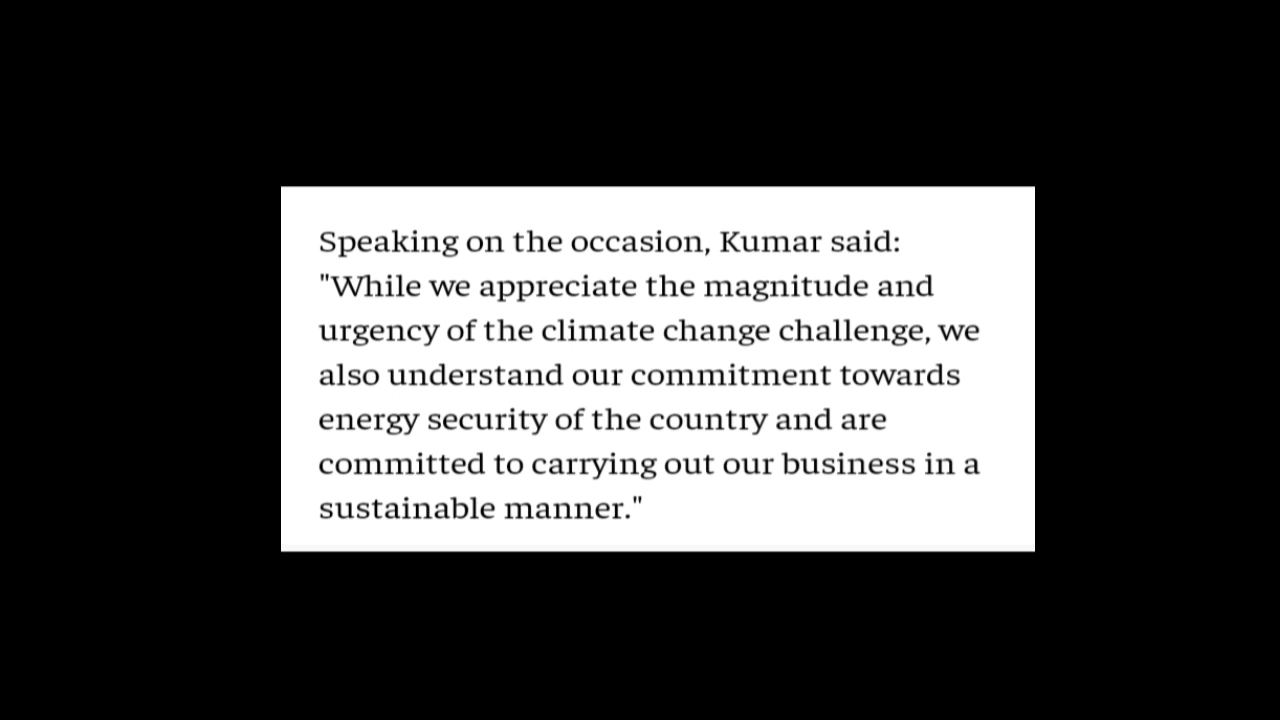 Speaking on the occasion, Kumar said:
"While we appreciate the magnitude and
urgency of the climate change challenge, we
also understand our commitment towards
energy security of the country and are
committed to carrying out our business in a
sustainable manner."